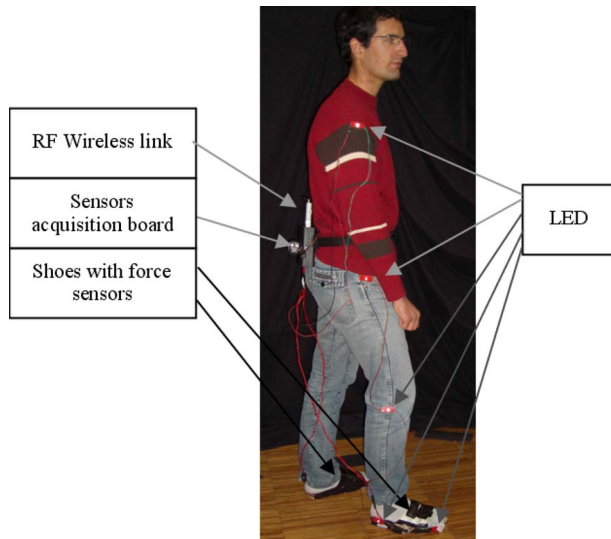 RF Wireless link
Sensors
acquisition board
Shoes with force
sensors
LED